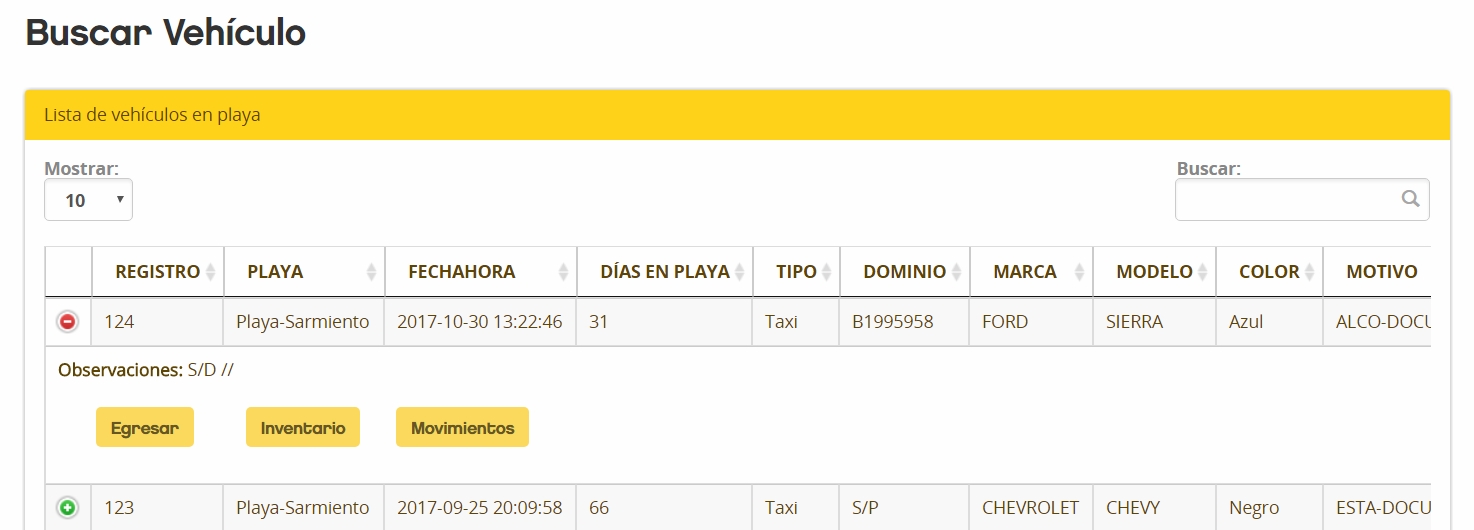 Buscar Vehículo
Lista de vehículos en playa
Mostrar: Buscar:
10
REGISTRO PLAYA FECHAHORA DÍAS EN PLAYA TIPO DOMINIO MARCA MODELO COLOR MOTIVO
124 Playa-Sarmiento 2017-10-30 13:22:46 31 Taxi B1995958 FORD SIERRA Azul ALCO-DOCU
Observaciones: S/D //
Egresar Inventario Movimientos
123 Playa-Sarmiento 2017-09-25 20:09:58 66 Taxi S/P CHEVROLET CHEVY Negro ESTA-DOCU